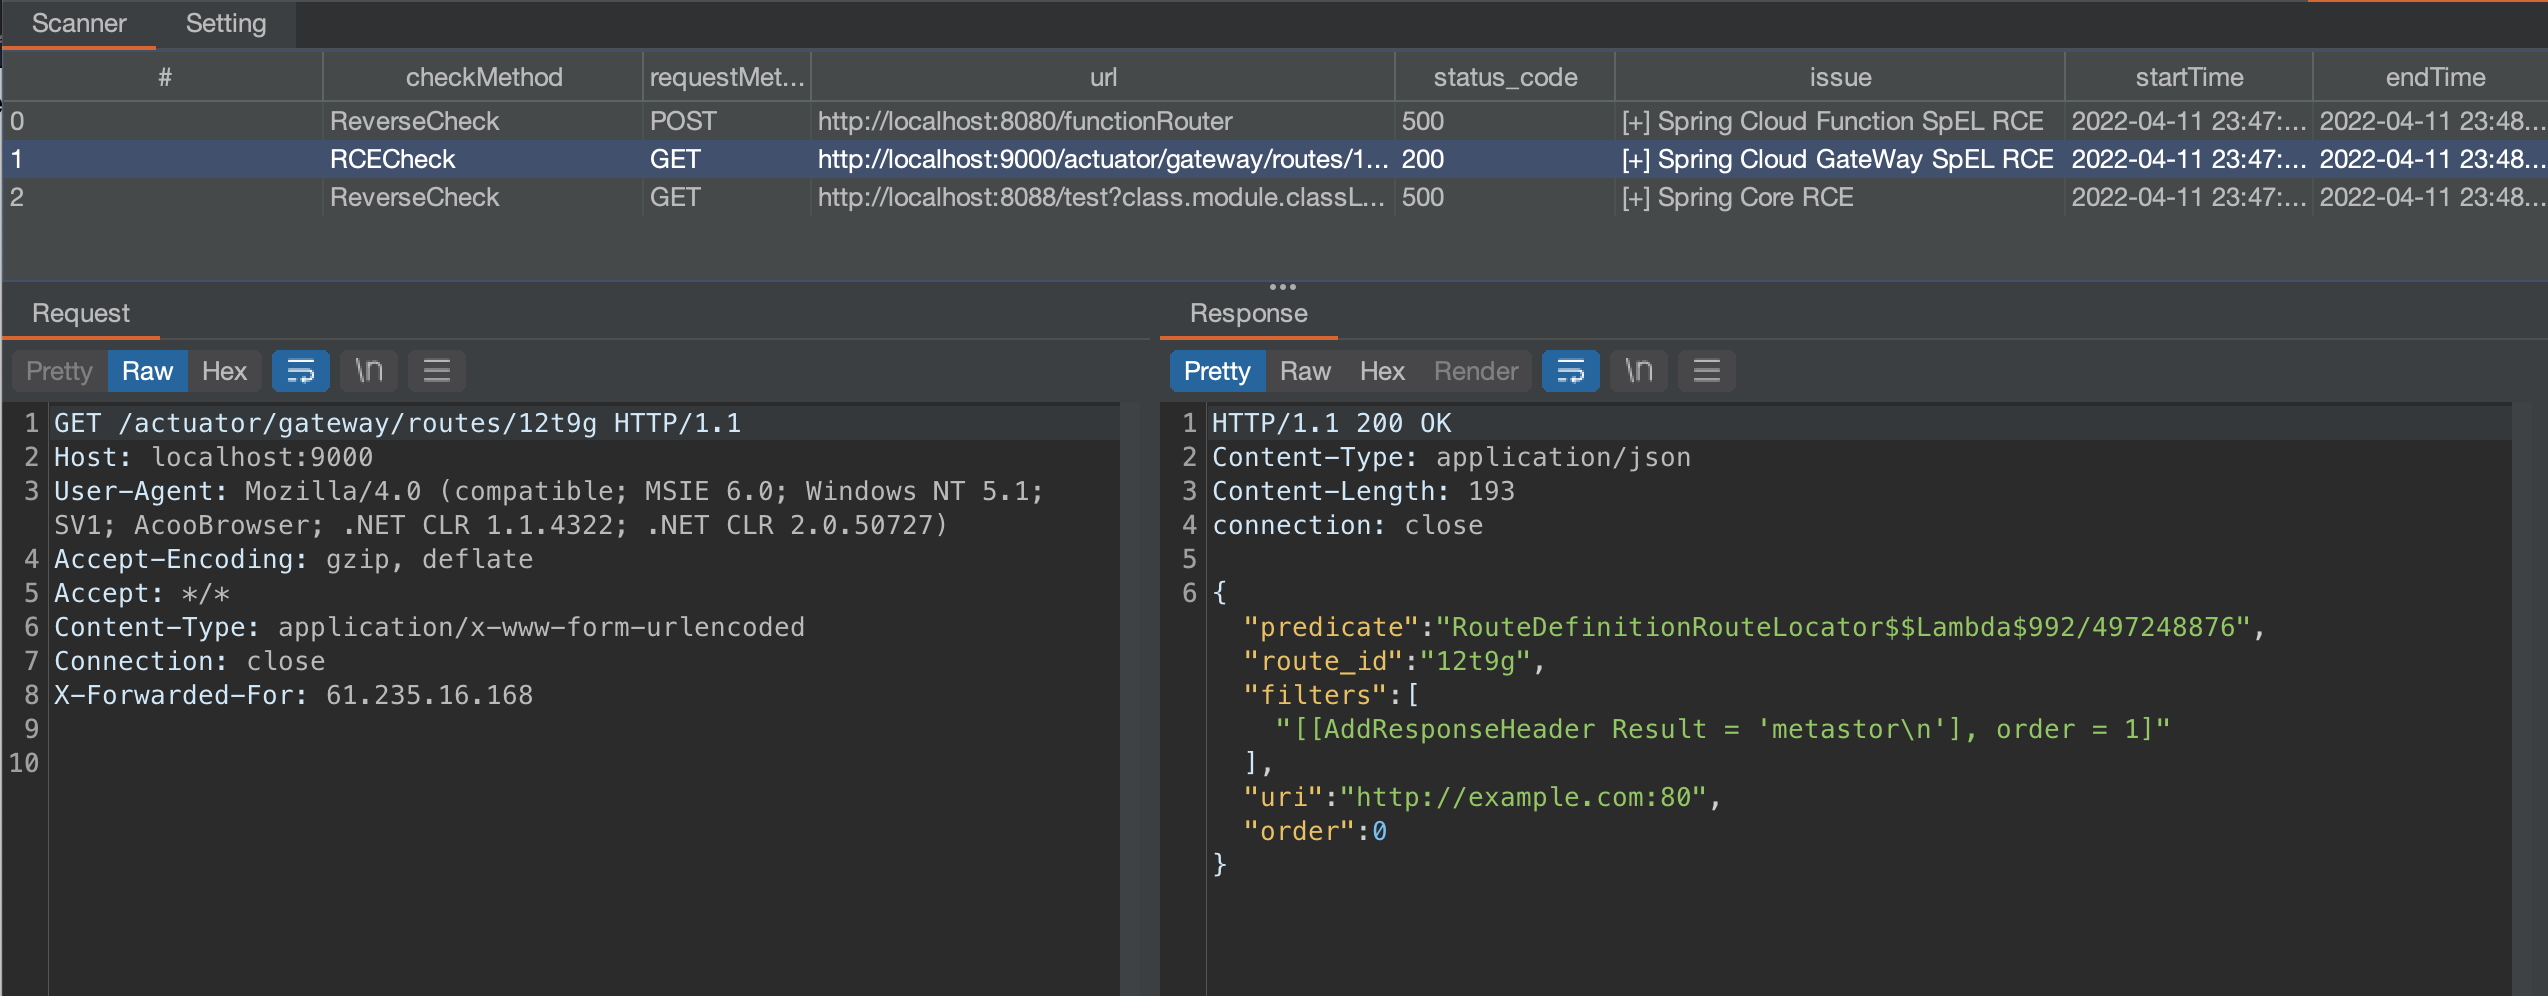 Scanner Setting
# checkMethod requestMet... url status_code issue startTime endTime
0 ReverseCheck POST http://localhost:8080/functionRouter 500 [+] Spring Cloud Function SpEL RCE 2022-04-11 23:47:... 2022-04-11 23:48...
1 RCECheck GET http://localhost:9000/actuator/gateway/routes/1... 200 [+] Spring Cloud GateWay SpEL RCE 2022-04-11 23:47:... 2022-04-11 23:48...
2 ReverseCheck GET http://localhost:8088/test?class.module.classL... 500 [+] Spring Core RCE 2022-04-11 23:47:... 2022-04-11 23:48...
Request
Pretty Raw Hex \n
1 GET /actuator/gateway/routes/12t9g HTTP/1.1
2 Host: localhost:9000
3 User-Agent: Mozilla/4.0 (compatible; MSIE 6.0; Windows NT 5.1;
SV1; AcooBrowser; .NET CLR 1.1.4322; .NET CLR 2.0.50727)
4 Accept-Encoding: gzip, deflate
5 Accept: */*
6 Content-Type: application/x-www-form-urlencoded
7 Connection: close
8 X-Forwarded-For: 61.235.16.168
9
10
Response
Pretty Raw Hex Render \n
1 HTTP/1.1 200 OK
2 Content-Type: application/json
3 Content-Length: 193
4 connection: close
5
6 {
"predicate":"RouteDefinitionRouteLocator$$Lambda$992/497248876",
"route_id":"12t9g",
"filters":[
"[[AddResponseHeader Result = 'metastor\n'], order = 1]"
],
"uri":"http://example.com:80",
"order":0
}